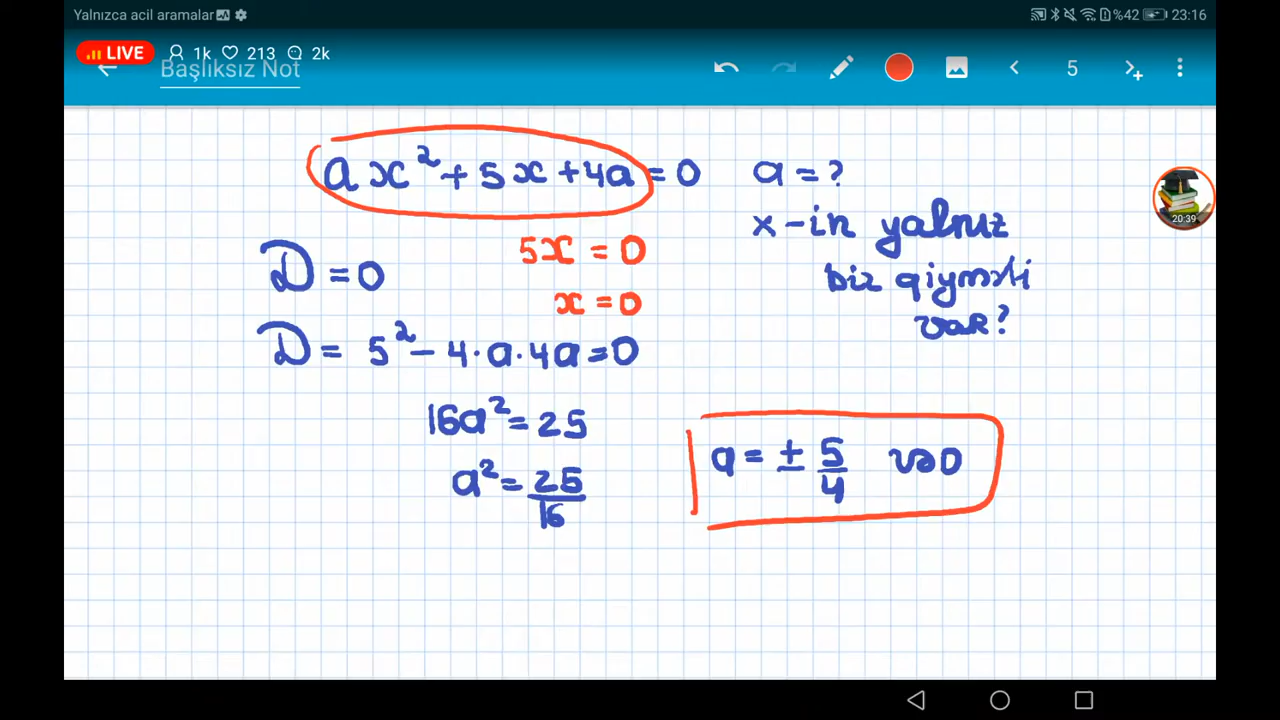 Yalnızca acil aramalar %42 23:16
LIVE 1k 213 2k
Başlıksız Not 5
ax² + 5x + 4a = 0 a = ?
x-in yalnız
5x = 0
D = 0 bir qiyməti
x = 0 var?
20:39
D = 5² - 4·a·4a = 0
16a² = 25
a = ± 5/4 və 0
a² = 25/16